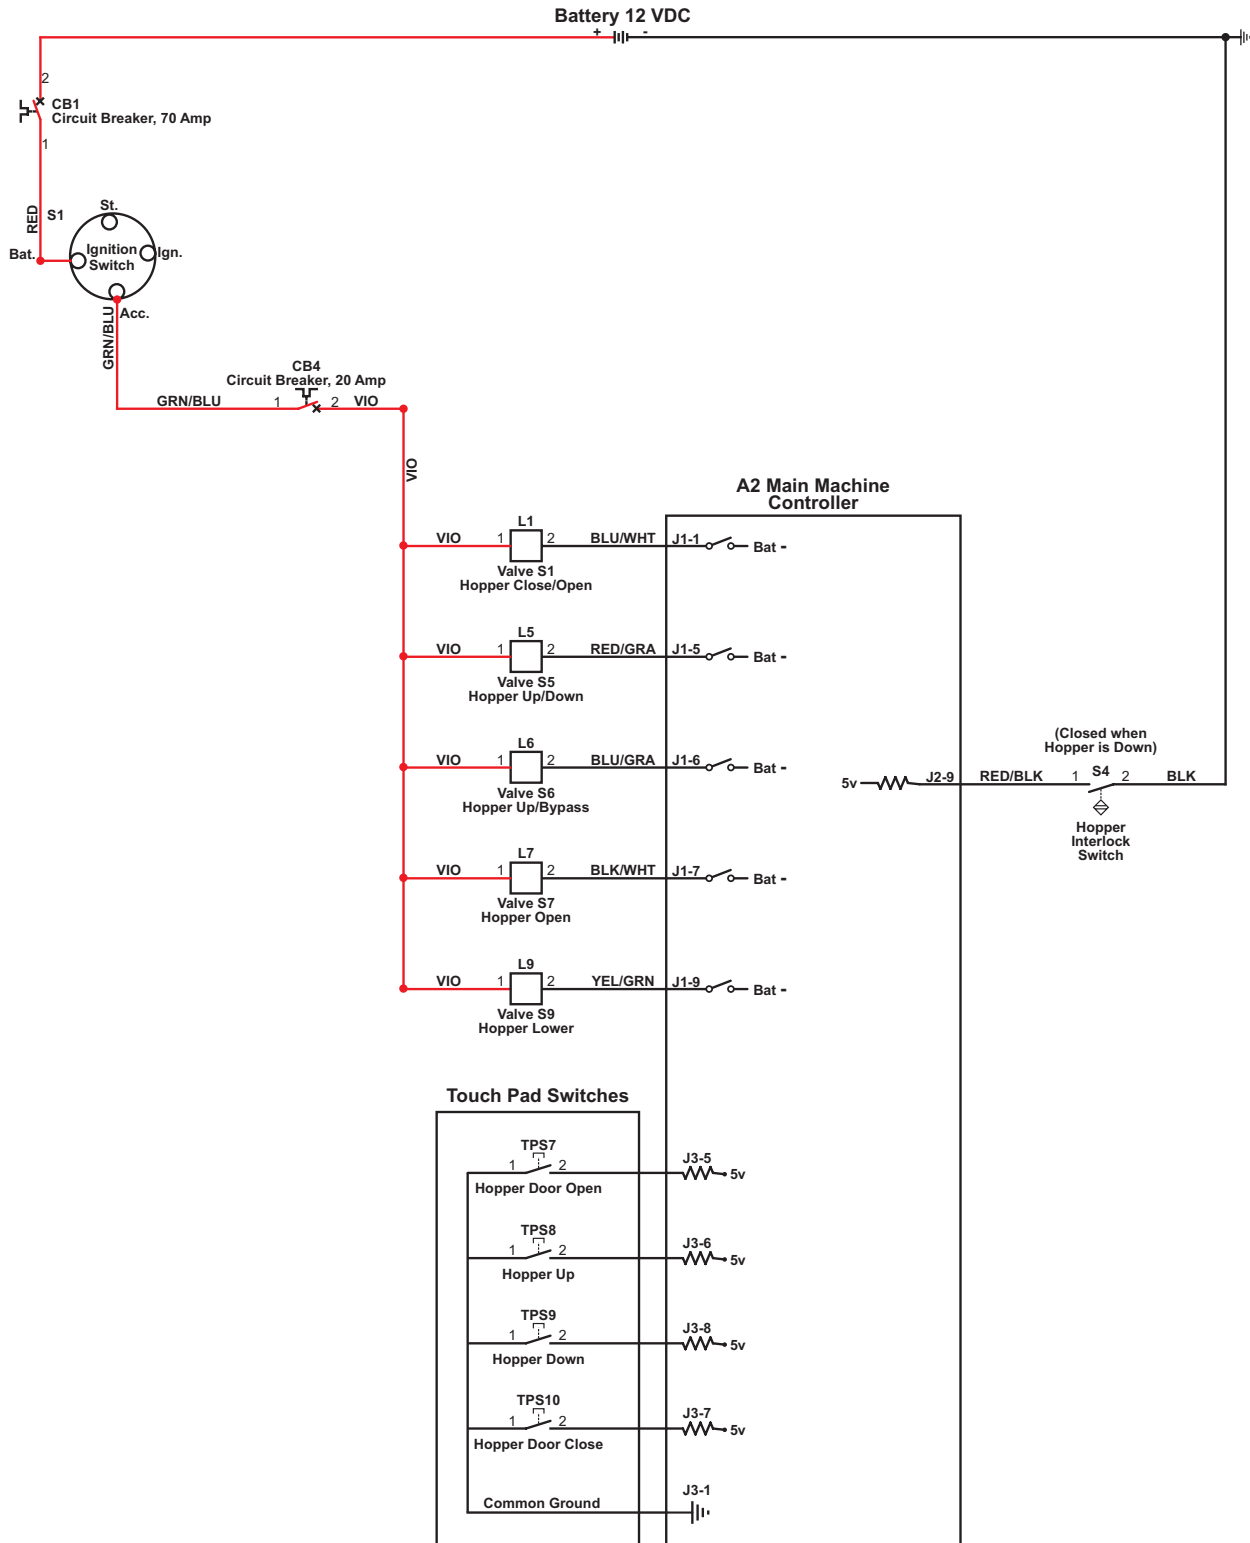 Battery 12 VDC
+ -
2
CB1
Circuit Breaker, 70 Amp
1
RED
S1
St.
Bat.
Ignition
Switch
Ign.
Acc.
GRN/BLU
CB4
Circuit Breaker, 20 Amp
GRN/BLU 1 2 VIO
VIO
A2 Main Machine
Controller
L1
VIO 1 2 BLU/WHT J1-1 Bat -
Valve S1
Hopper Close/Open
L5
VIO 1 2 RED/GRA J1-5 Bat -
Valve S5
Hopper Up/Down
(Closed when
Hopper is Down)
L6
VIO 1 2 BLU/GRA J1-6 Bat -
Valve S6
Hopper Up/Bypass
5v J2-9 RED/BLK 1 S4 2 BLK
Hopper
Interlock
Switch
L7
VIO 1 2 BLK/WHT J1-7 Bat -
Valve S7
Hopper Open
L9
VIO 1 2 YEL/GRN J1-9 Bat -
Valve S9
Hopper Lower
Touch Pad Switches
TPS7
1 2 J3-5 5v
Hopper Door Open
TPS8
1 2 J3-6 5v
Hopper Up
TPS9
1 2 J3-8 5v
Hopper Down
TPS10
1 2 J3-7 5v
Hopper Door Close
Common Ground J3-1